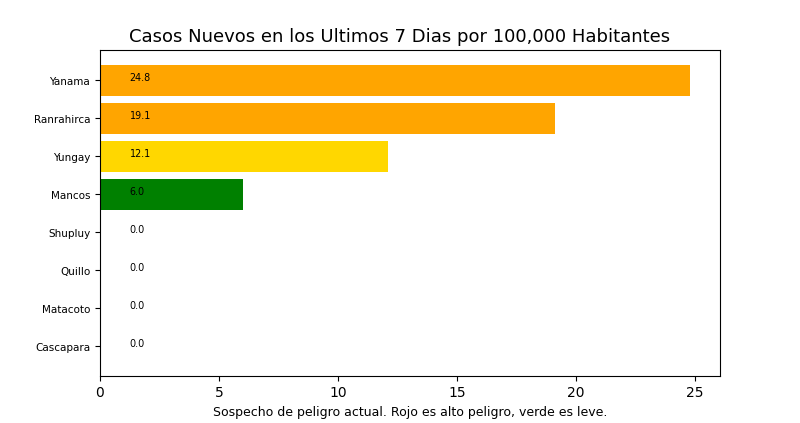 Casos Nuevos en los Ultimos 7 Dias por 100,000 Habitantes
Yanama 24.8
Ranrahirca 19.1
Yungay 12.1
Mancos 6.0
Shupluy 0.0
Quillo 0.0
Matacoto 0.0
Cascapara 0.0
0 5 10 15 20 25
Sospecho de peligro actual. Rojo es alto peligro, verde es leve.